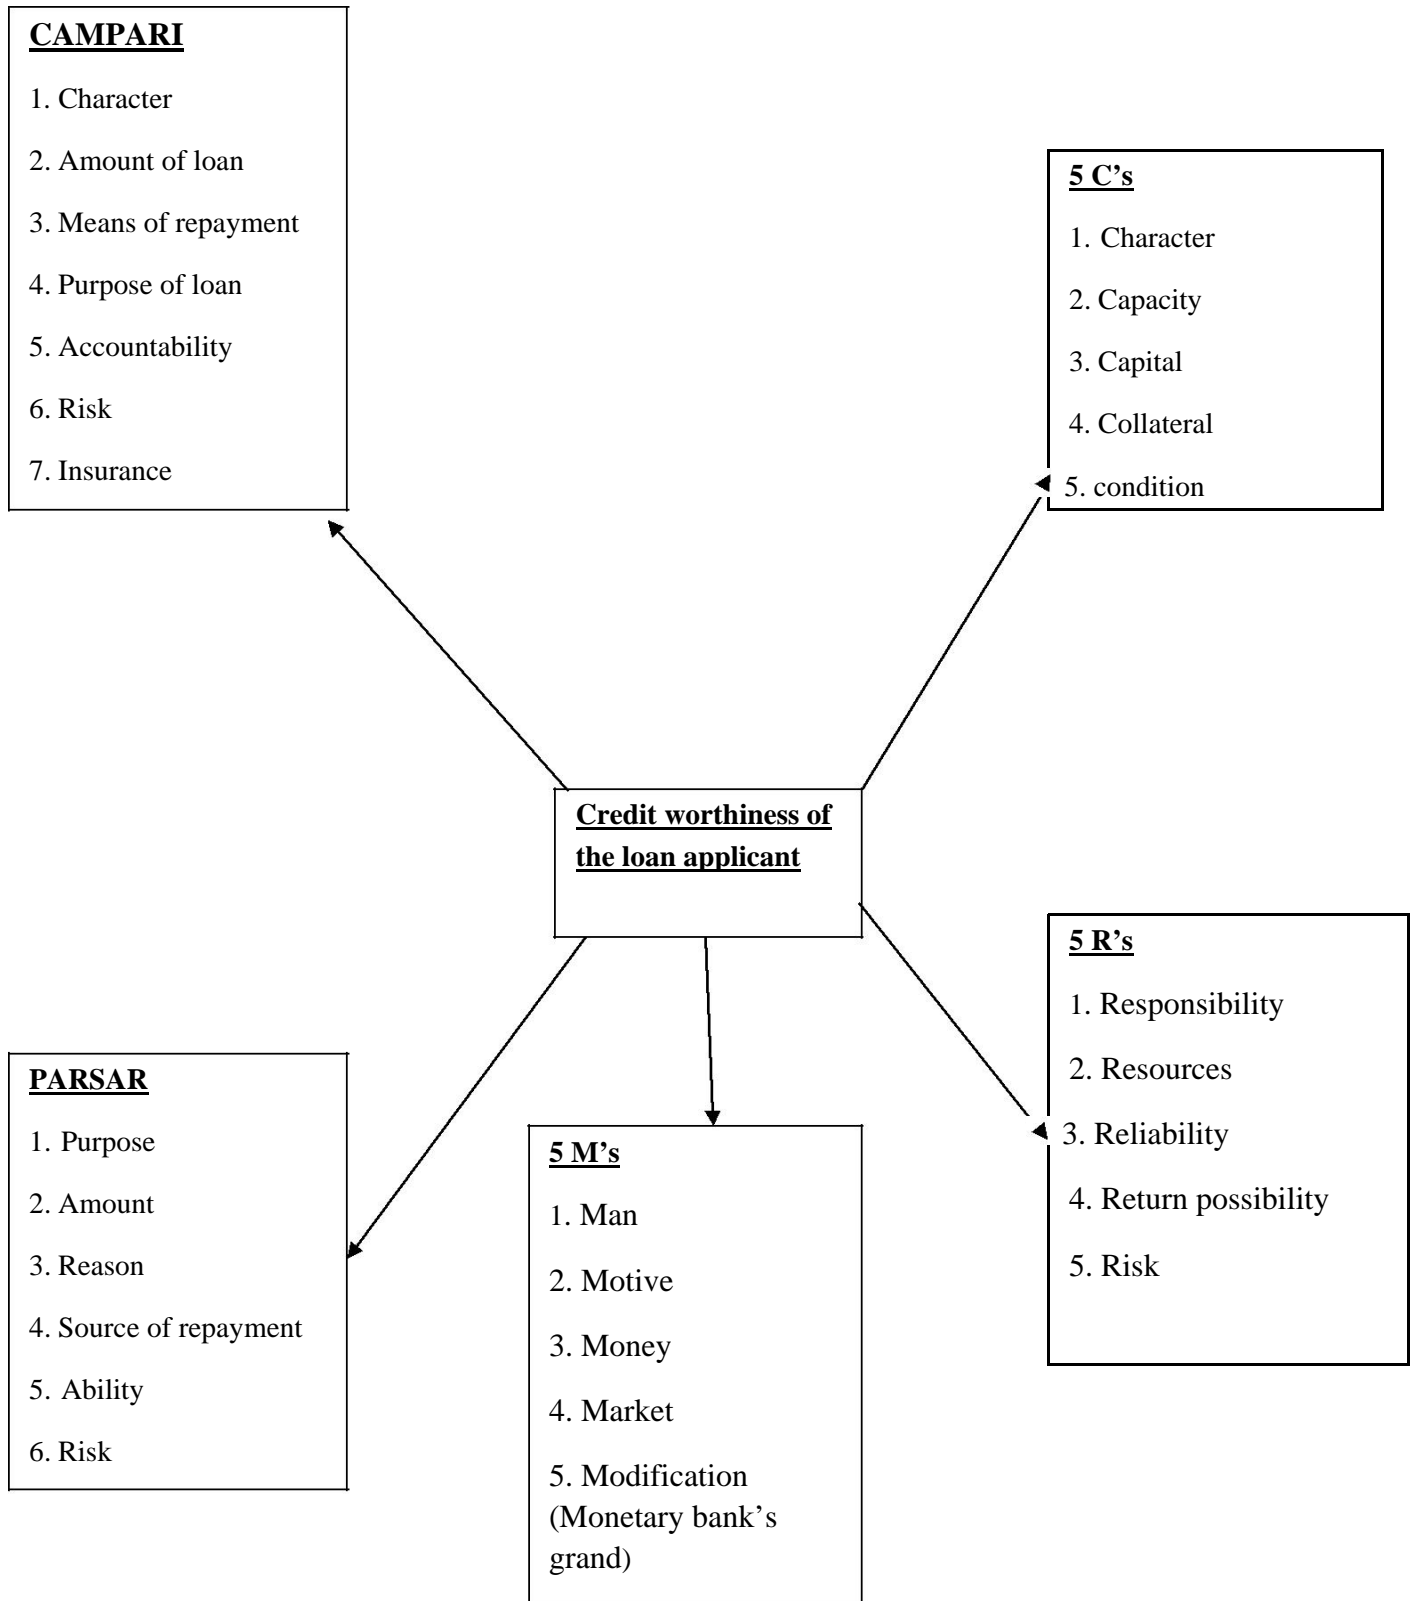 CAMPARI
1. Character
2. Amount of loan
3. Means of repayment
4. Purpose of loan
5. Accountability
6. Risk
7. Insurance
5 C’s
1. Character
2. Capacity
3. Capital
4. Collateral
5. condition
Credit worthiness of
the loan applicant
5 R’s
1. Responsibility
2. Resources
3. Reliability
4. Return possibility
5. Risk
PARSAR
1. Purpose
2. Amount
3. Reason
4. Source of repayment
5. Ability
6. Risk
5 M’s
1. Man
2. Motive
3. Money
4. Market
5. Modification
(Monetary bank’s
grand)